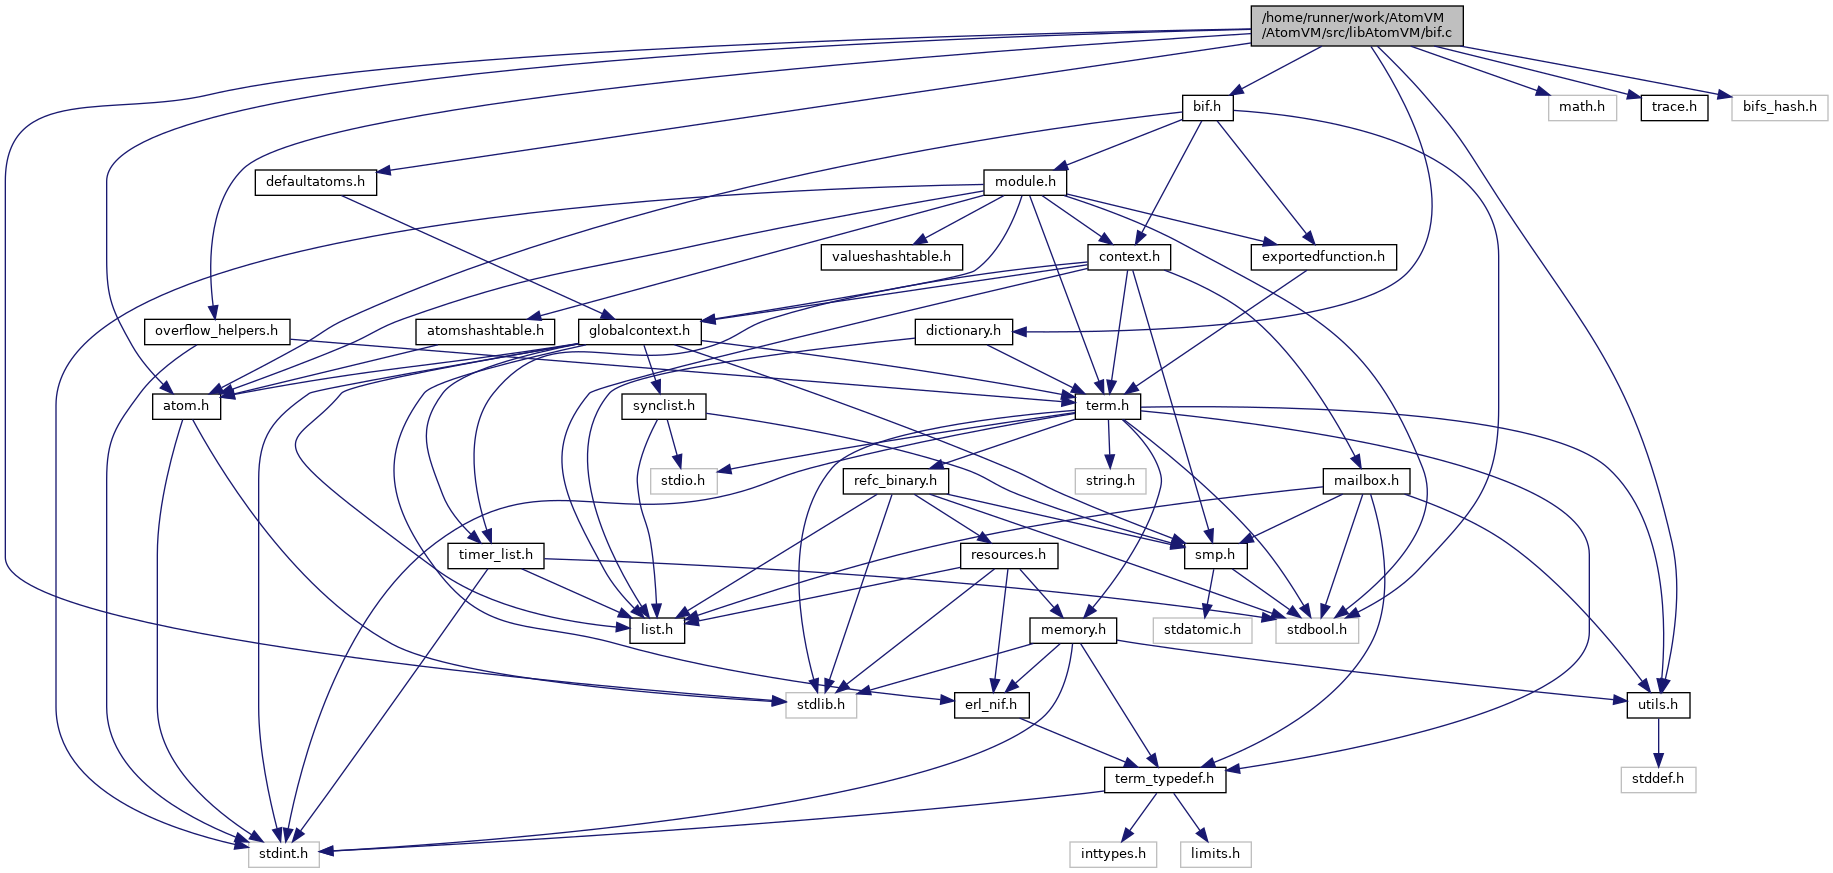 /home/runner/work/AtomVM
/AtomVM/src/libAtomVM/bif.c
bif.h
math.h
trace.h
bifs_hash.h
defaultatoms.h
module.h
valueshashtable.h
context.h
exportedfunction.h
overflow_helpers.h
atomshashtable.h
globalcontext.h
dictionary.h
atom.h
synclist.h
term.h
stdio.h
refc_binary.h
string.h
mailbox.h
timer_list.h
resources.h
smp.h
list.h
memory.h
stdatomic.h
stdbool.h
stdlib.h
erl_nif.h
utils.h
term_typedef.h
stddef.h
stdint.h
inttypes.h
limits.h